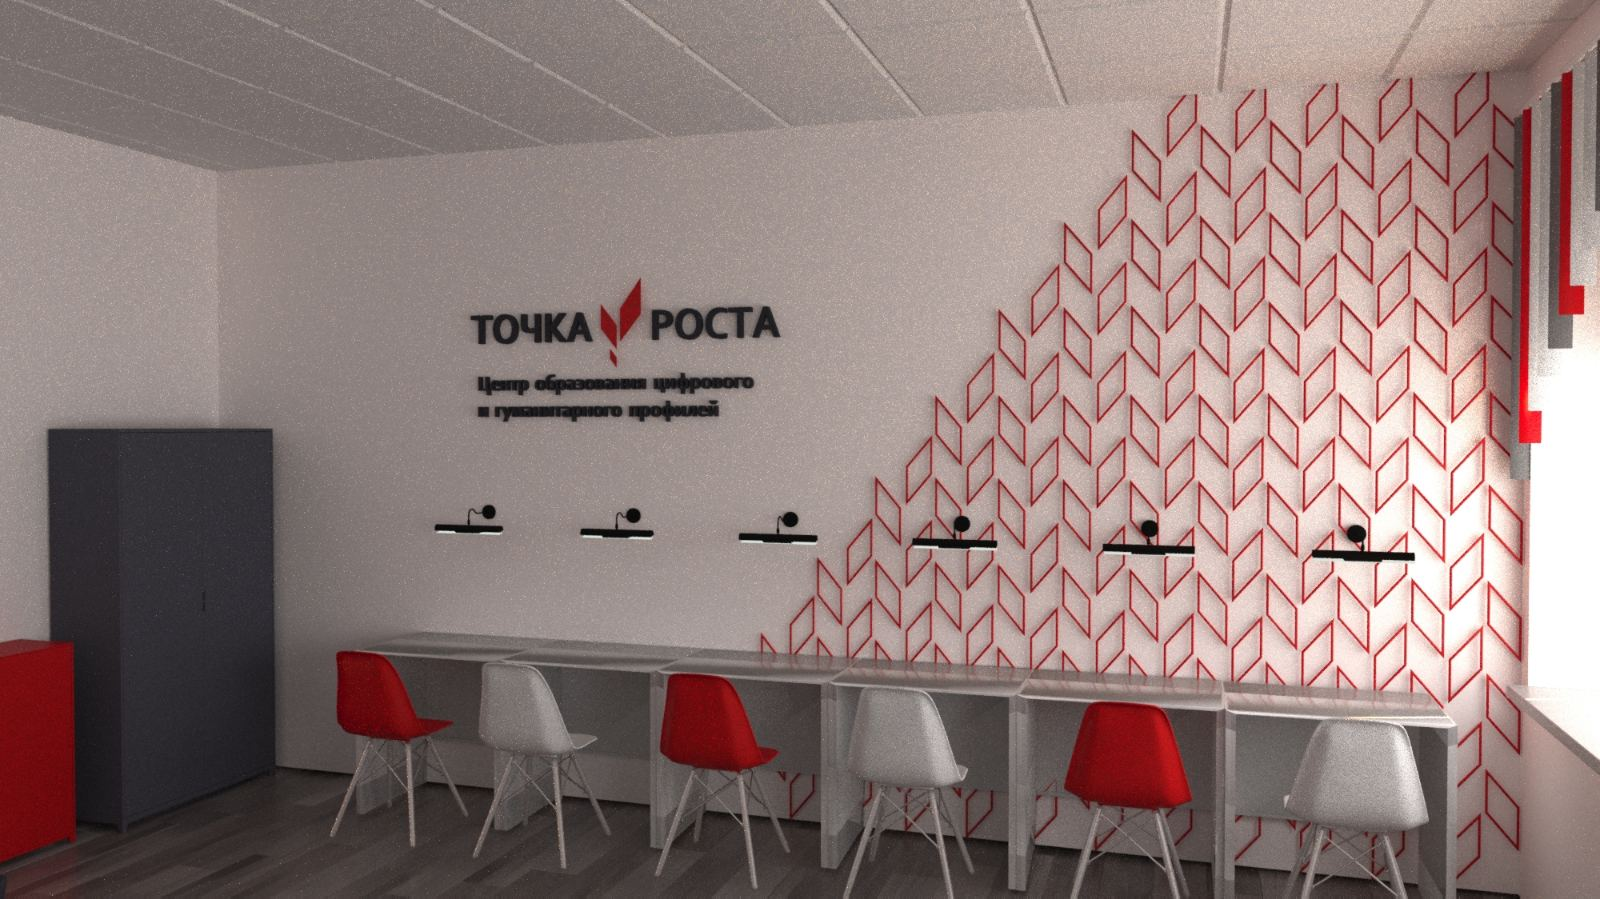 ТОЧКА РОСТА
Центр образования цифрового
и гуманитарного профилей